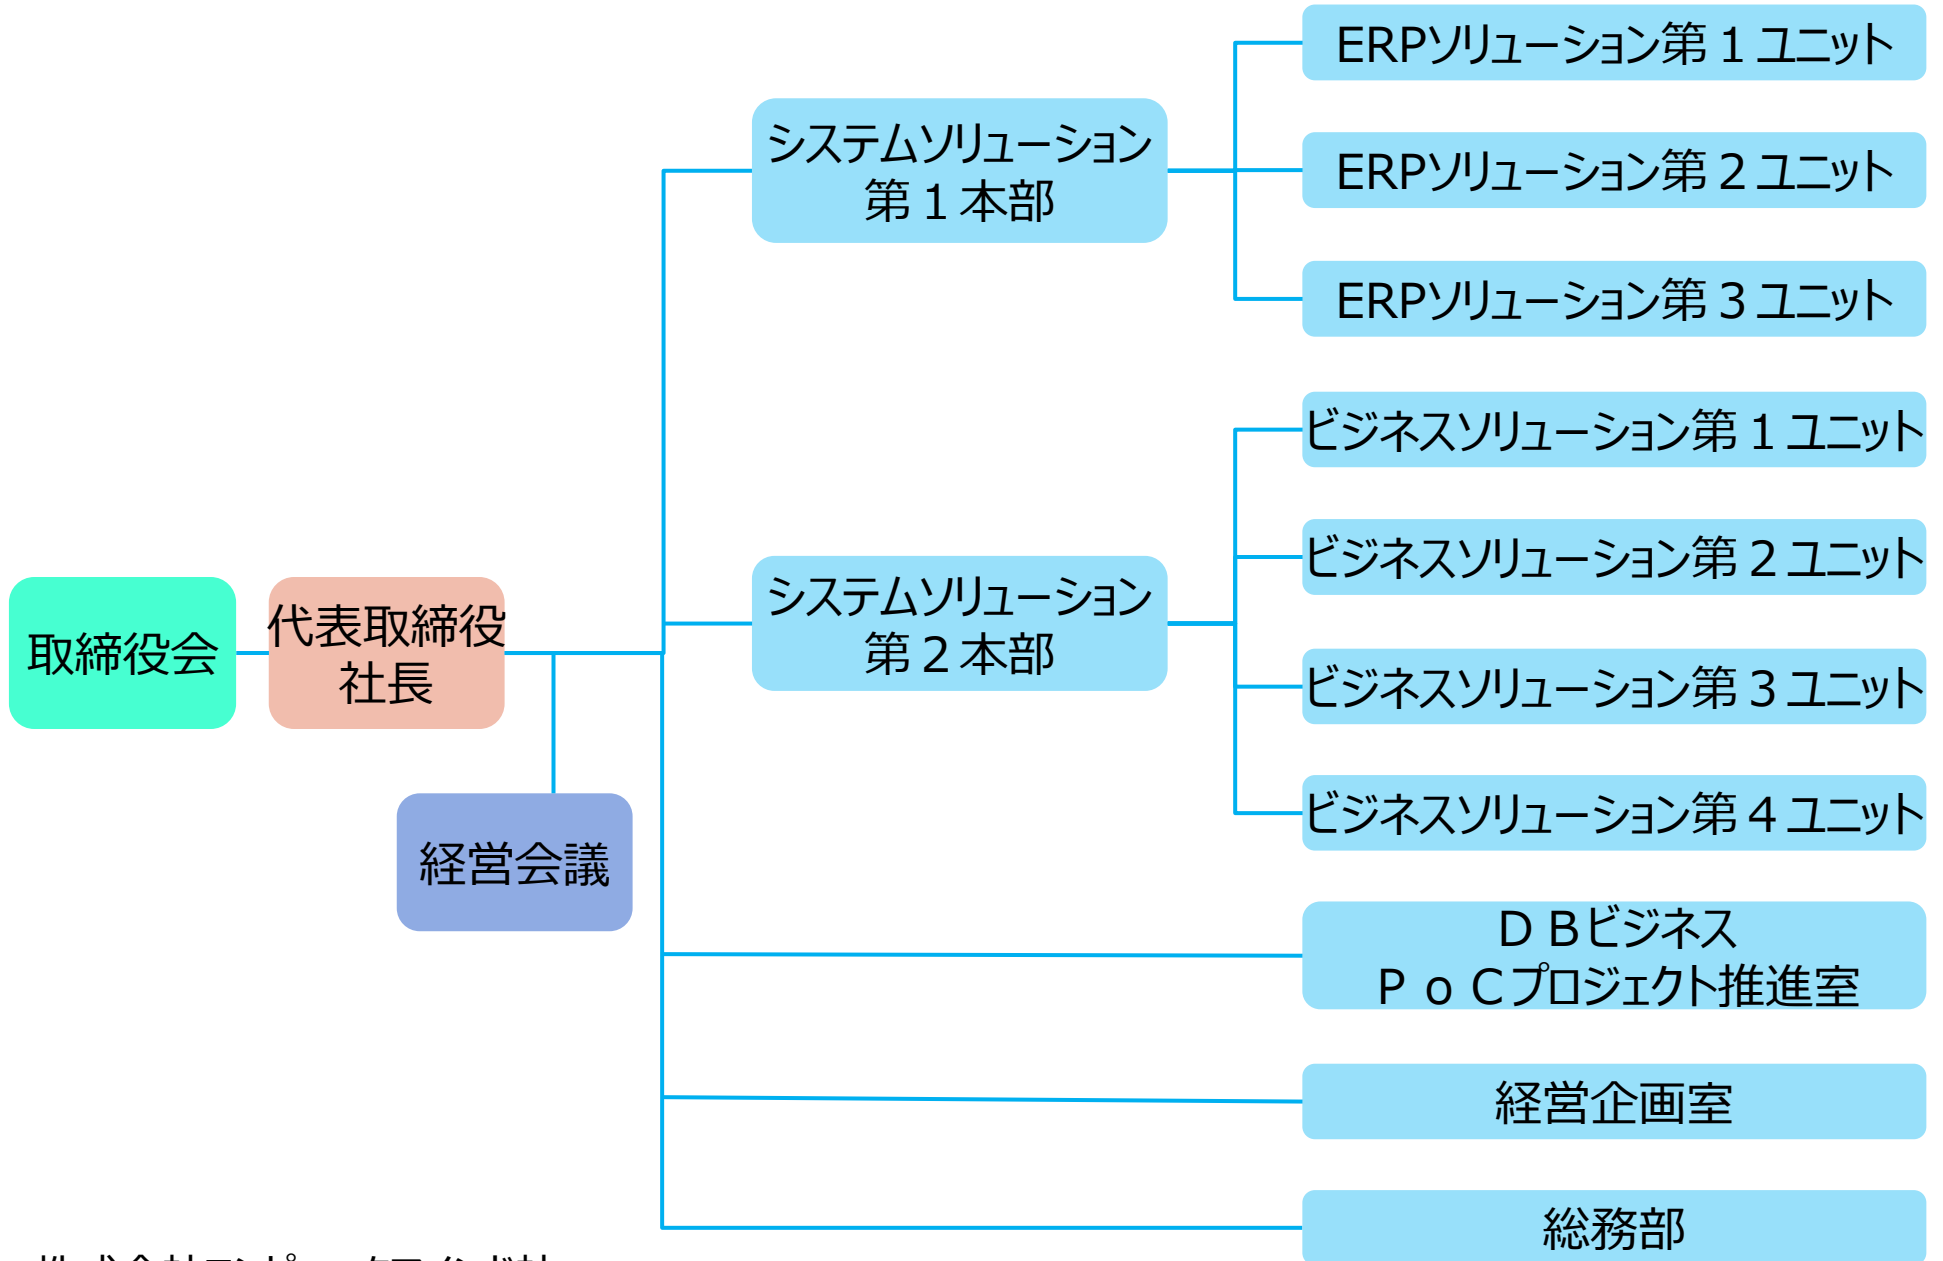 取締役会
代表取締役
社長
経営会議
システムソリューション
第１本部
ERPソリューション第１ユニット
ERPソリューション第２ユニット
ERPソリューション第３ユニット
システムソリューション
第２本部
ビジネスソリューション第１ユニット
ビジネスソリューション第２ユニット
ビジネスソリューション第３ユニット
ビジネスソリューション第４ユニット
ＤＢビジネス
ＰｏＣプロジェクト推進室
経営企画室
総務部